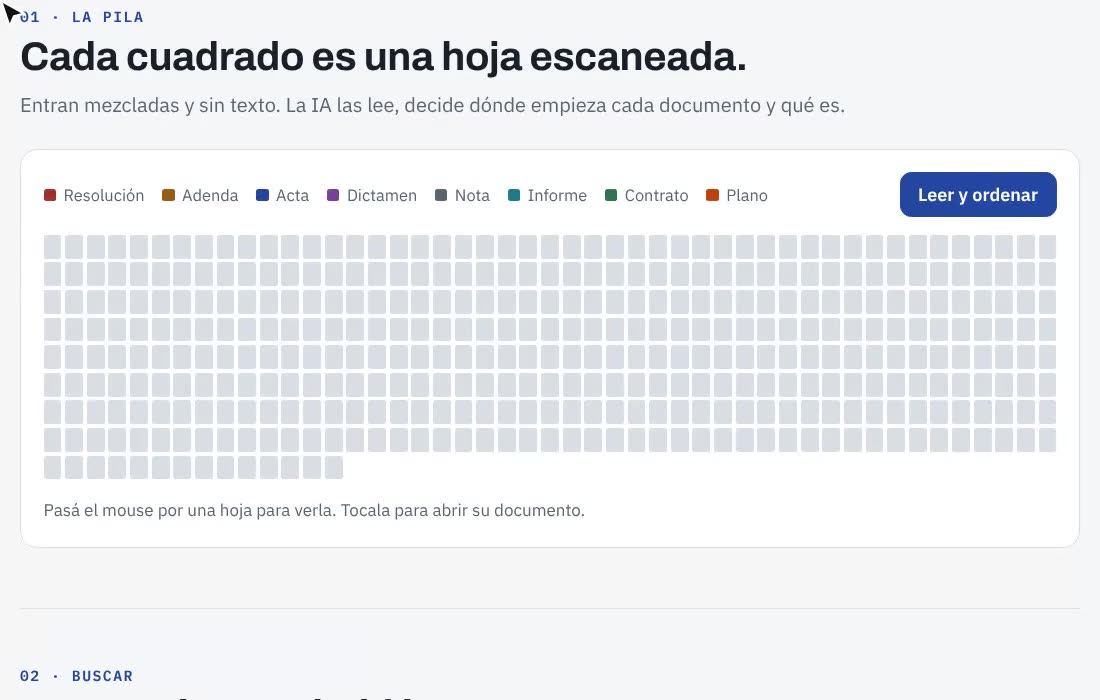 01 · LA PILA
Cada cuadrado es una hoja escaneada.
Entran mezcladas y sin texto. La IA las lee, decide dónde empieza cada documento y qué es.
Resolución Adenda Acta Dictamen Nota Informe Contrato Plano Leer y ordenar
Pasá el mouse por una hoja para verla. Tocala para abrir su documento.
02 · BUSCAR